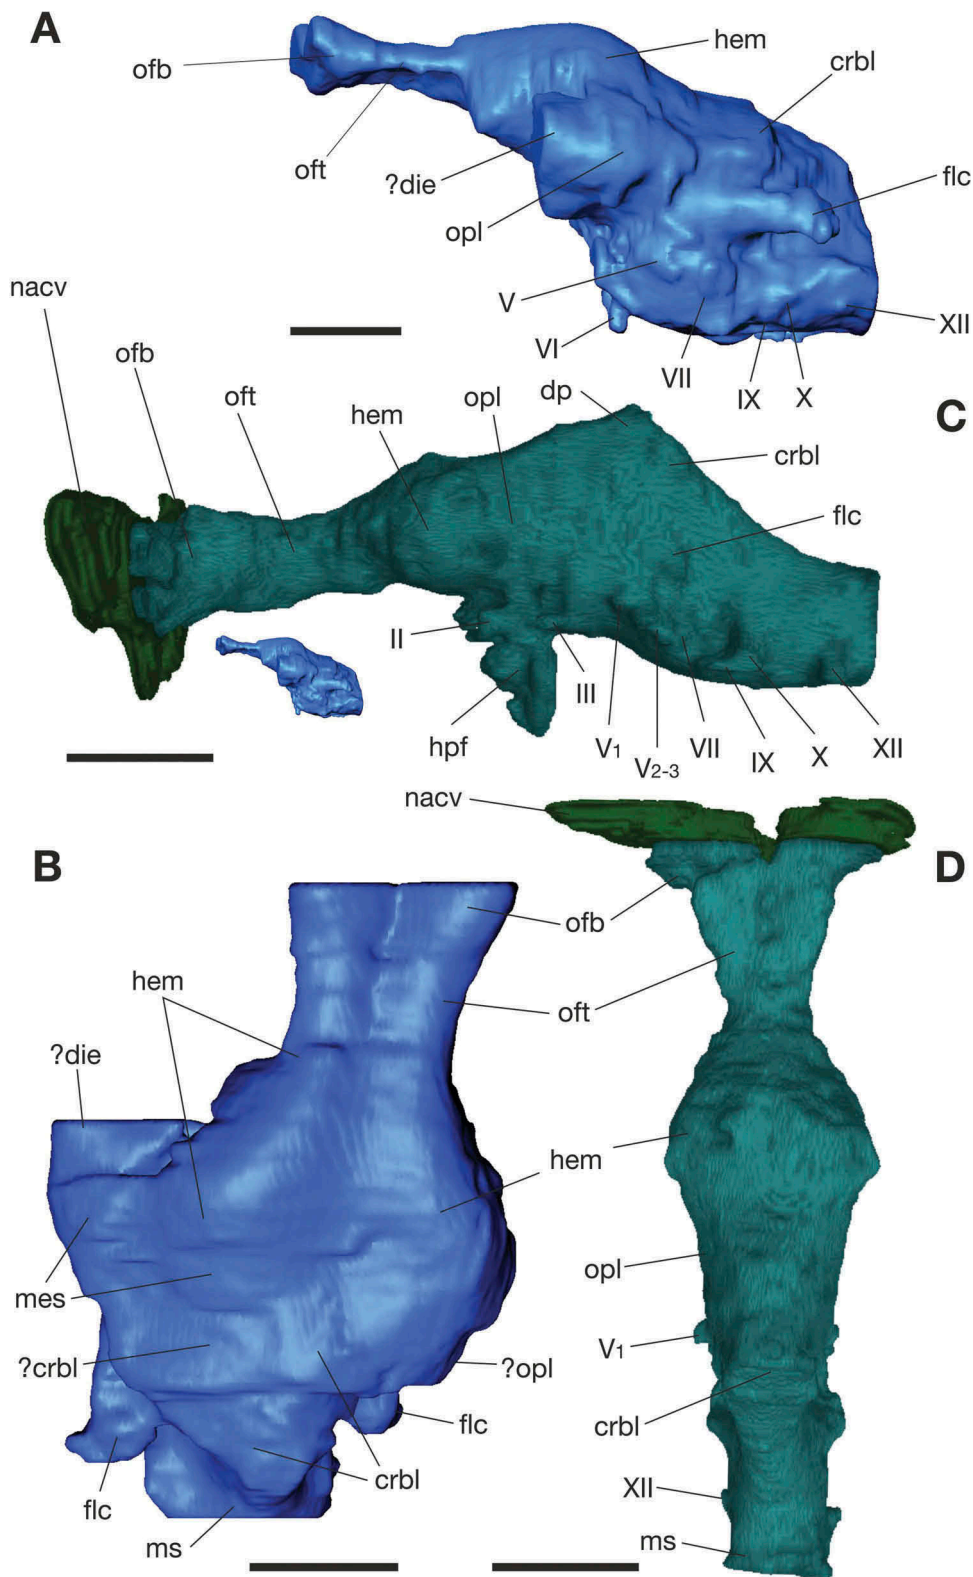 A
ofb
oft
hem
crbl
?die
opl
flc
V
VI
VII
IX
X
XII
nacv
ofb
oft
hem
opl
dp
C
crbl
flc
II
hpf
III
V1
V2-3
VII
IX
X
XII
B
hem
?die
mes
?crbl
flc
ms
ofb
oft
hem
?opl
flc
crbl
nacv
D
opl
V1
crbl
XII
ms